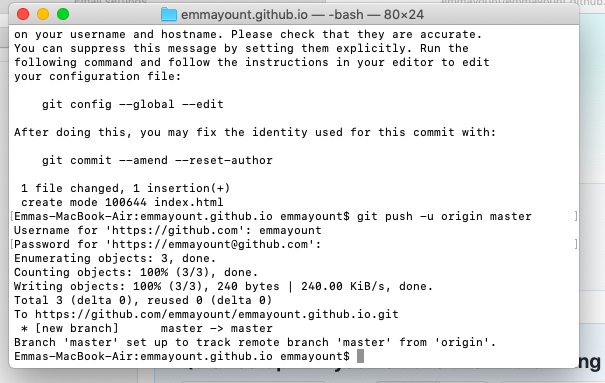 Email settings
emmayount/emmayount.github.
emmayount.github.io — -bash — 80×24
on your username and hostname. Please check that they are accurate.
You can suppress this message by setting them explicitly. Run the
following command and follow the instructions in your editor to edit
your configuration file:
git config --global --edit
After doing this, you may fix the identity used for this commit with:
git commit --amend --reset-author
1 file changed, 1 insertion(+)
create mode 100644 index.html
[Emmas-MacBook-Air:emmayount.github.io emmayount$ git push -u origin master ]
Username for 'https://github.com': emmayount
[Password for 'https://emmayount@github.com': ]
Enumerating objects: 3, done.
Counting objects: 100% (3/3), done.
Writing objects: 100% (3/3), 240 bytes | 240.00 KiB/s, done.
Total 3 (delta 0), reused 0 (delta 0)
To https://github.com/emmayount/emmayount.github.io.git
* [new branch] master -> master
Branch 'master' set up to track remote branch 'master' from 'origin'.
Emmas-MacBook-Air:emmayount.github.io emmayount$